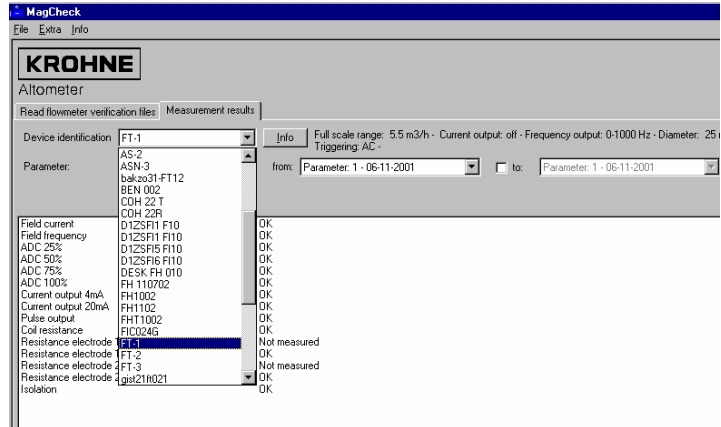 MagCheck
File Extra Info
KROHNE
Altometer
Read flowmeter verification files Measurement results
Device identification FT-1 Info Full scale range: 5.5 m3/h - Current output: off - Frequency output: 0-1000 Hz - Diameter: 25
Triggering: AC -
Parameter: from: Parameter: 1 - 06-11-2001 to: Parameter: 1 - 06-11-2001
AS-2
ASN-3
bakzo31-FT12
BEN 002
COH 22 T
COH 22R
D1ZSFI1 F10
D1ZSFI1 FI10
D1ZSFI5 FI10
D1ZSFI6 FI10
DESK FH 010
FH 110702
FH1002
FH1102
FHT1002
FIC024G
FT-1
FT-2
FT-3
gist21ft021
Field current OK
Field frequency OK
ADC 25% OK
ADC 50% OK
ADC 75% OK
ADC 100% OK
Current output 4mA OK
Current output 20mA OK
Pulse output OK
Coil resistance OK
Resistance electrode Not measured
Resistance electrode OK
Resistance electrode Not measured
Resistance electrode OK
Isolation OK